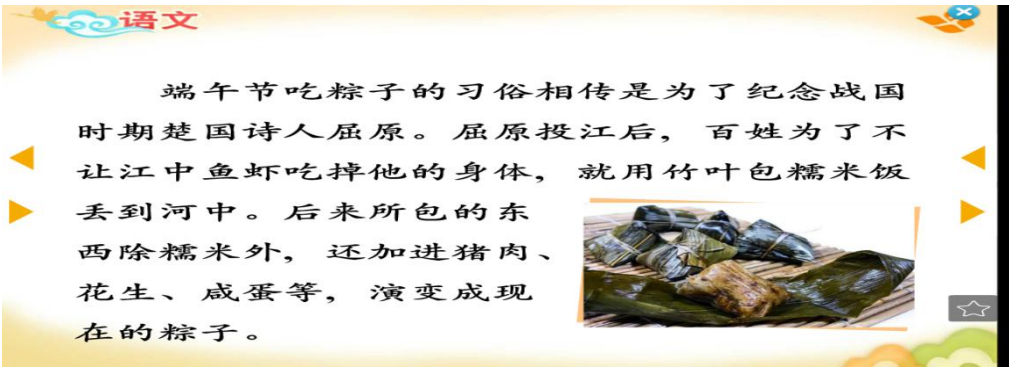 语文
端午节吃粽子的习俗相传是为了纪念战国
时期楚国诗人屈原。屈原投江后，百姓为了不
让江中鱼虾吃掉他的身体，就用竹叶包糯米饭
丢到河中。后来所包的东
西除糯米外，还加进猪肉、
花生、咸蛋等，演变成现
在的粽子。